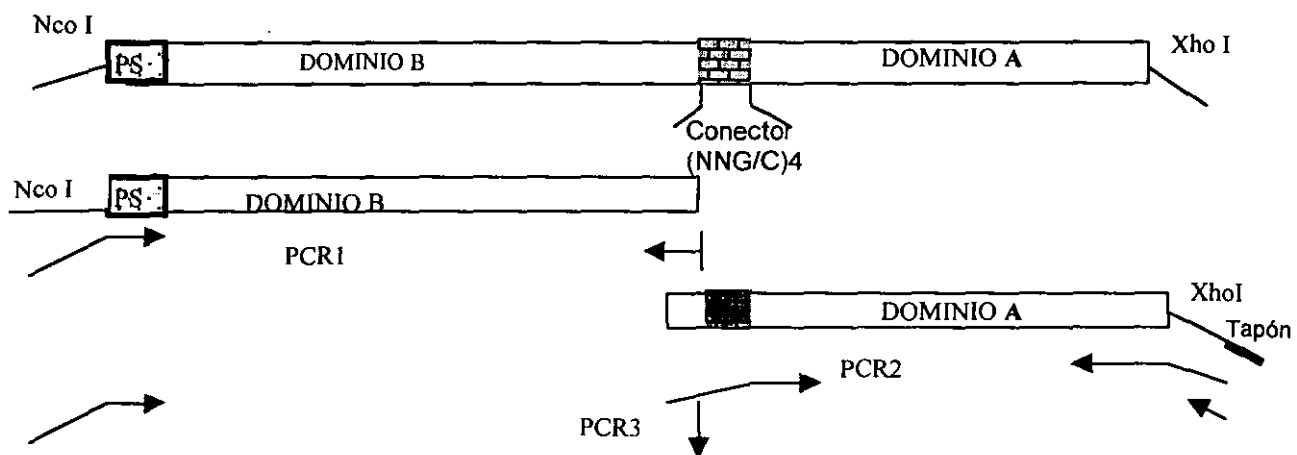 Nco I
PS
DOMINIO B
DOMINIO A
Xho I
Conector
(NNG/C)4
Nco I
PS
DOMINIO B
PCR1
DOMINIO A
XhoI
Tapón
PCR2
PCR3